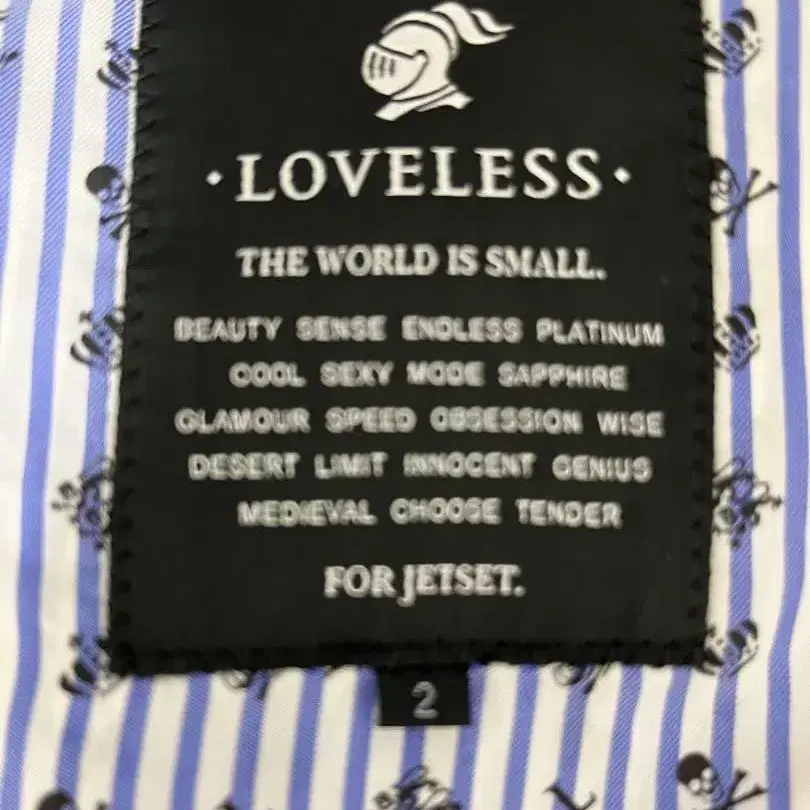 · LOVELESS ·
THE WORLD IS SMALL.
BEAUTY SENSE ENDLESS PLATINUM
COOL SEXY MODE SAPPHIRE
GLAMOUR SPEED OBSESSION WISE
DESERT LIMIT INNOCENT GENIUS
MEDIEVAL CHOOSE TENDER
FOR JETSET.
2